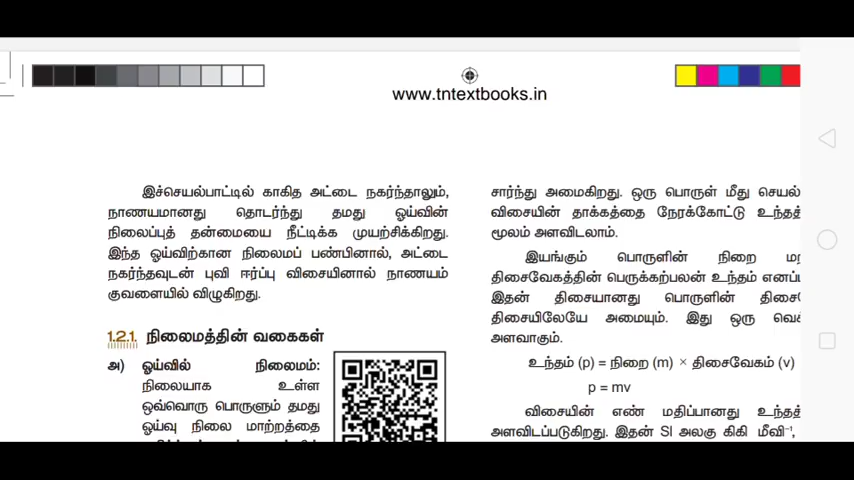 www.tntextbooks.in
இச்செயல்பாட்டில் காகித அட்டை நகர்ந்தாலும்,
நாணயமானது தொடர்ந்து தமது ஓய்வின்
நிலைப்புத் தன்மையை நீட்டிக்க முயற்சிக்கிறது.
இந்த ஓய்விற்கான நிலைமப் பண்பினால், அட்டை
நகர்ந்தவுடன் புவி ஈர்ப்பு விசையினால் நாணயம்
குவளையில் விழுகிறது.
1.2.1. நிலைமத்தின் வகைகள்
அ) ஓய்வில் நிலைமம்:
நிலையாக உள்ள
ஒவ்வொரு பொருளும் தமது
ஓய்வு நிலை மாற்றத்தை
சார்ந்து அமைகிறது. ஒரு பொருள் மீது செயல்
விசையின் தாக்கத்தை நேர்க்கோட்டு உந்தத்
மூலம் அளவிடலாம்.
இயங்கும் பொருளின் நிறை மற
திசைவேகத்தின் பெருக்கற்பலன் உந்தம் எனப்ப
இதன் திசையானது பொருளின் திசை
திசையிலேயே அமையும். இது ஒரு வெக்
அளவாகும்.
உந்தம் (p) = நிறை (m) × திசைவேகம் (v)
p = mv
விசையின் எண் மதிப்பானது உந்தத்
அளவிடப்படுகிறது. இதன் SI அலகு கிகி மீவி⁻¹,